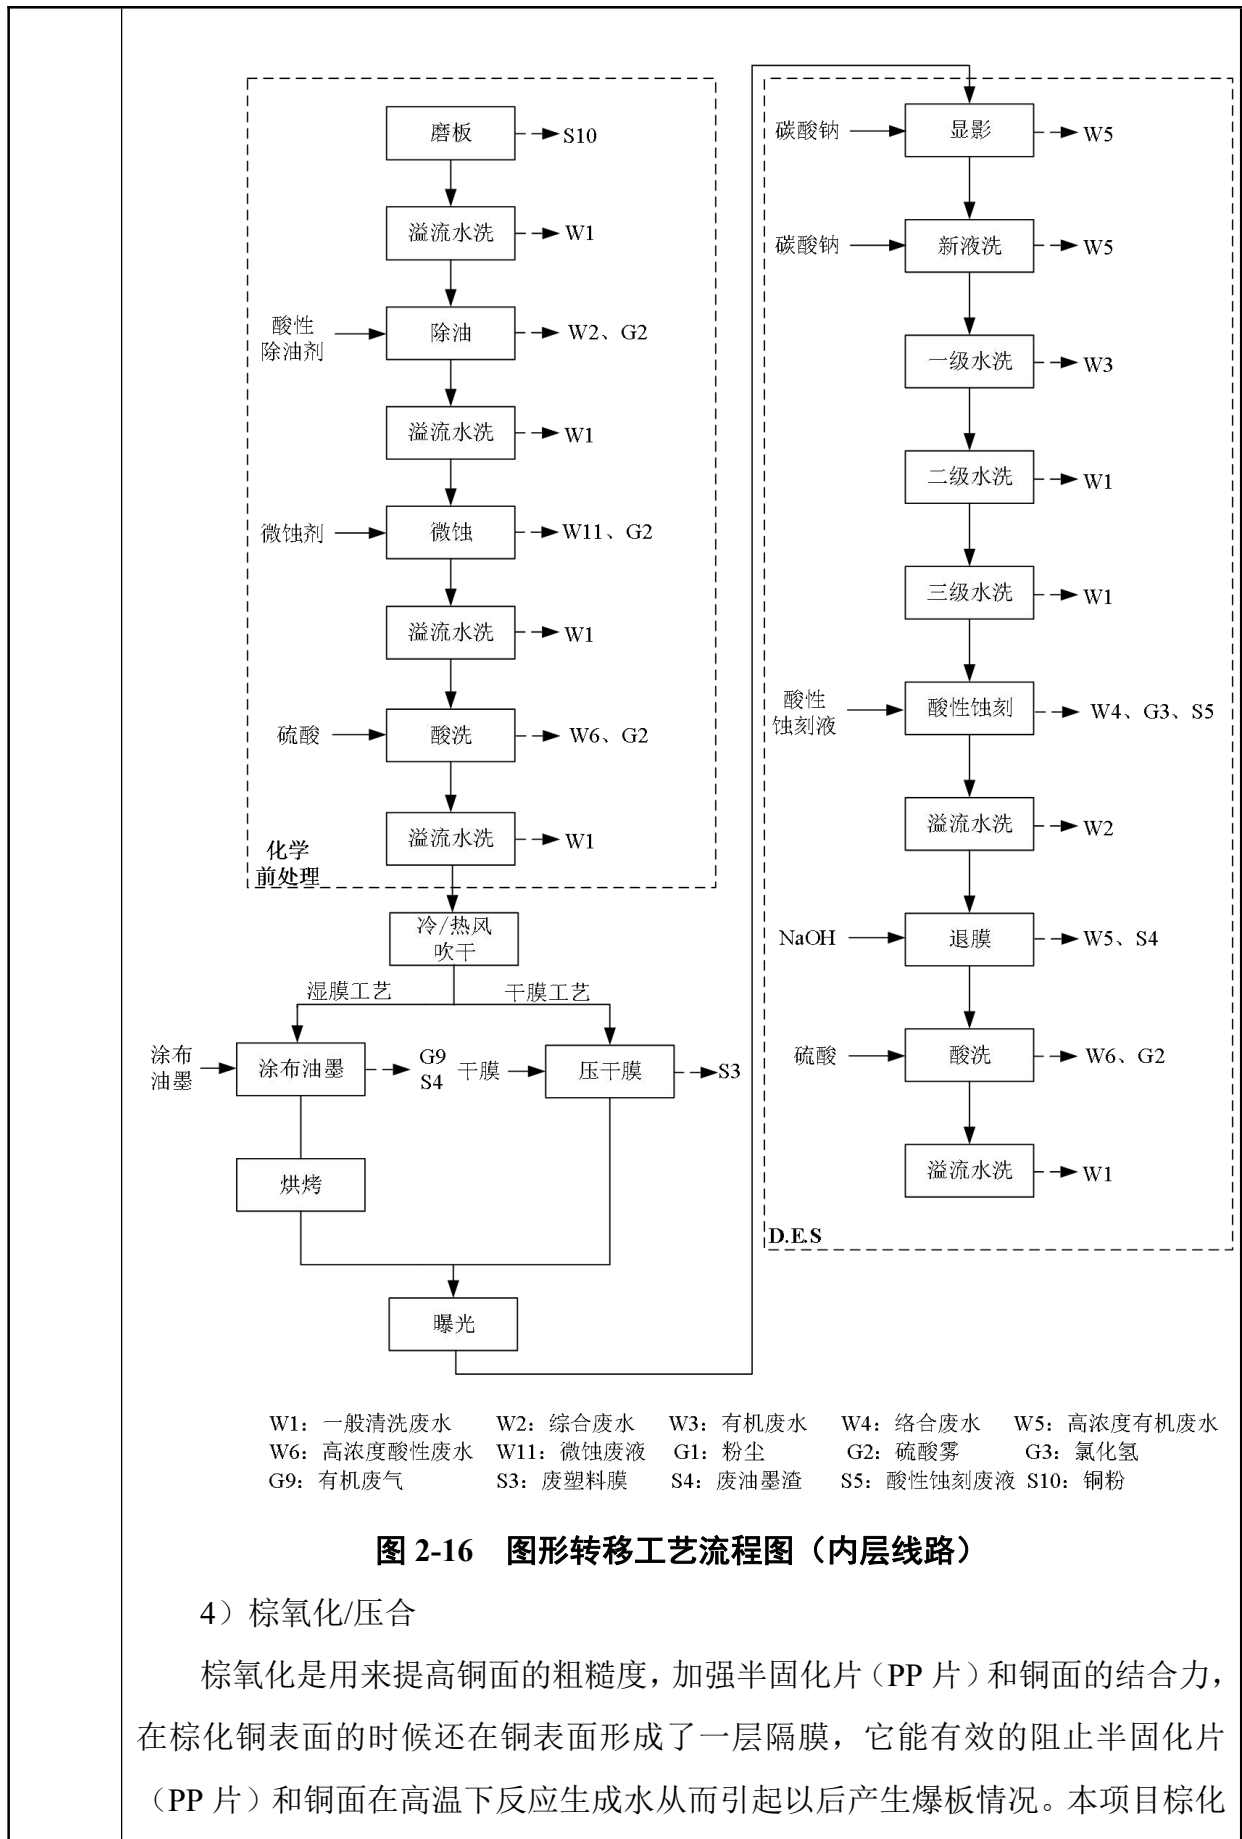 磨板
S10
溢流水洗
W1
酸性
除油剂
除油
W2、G2
溢流水洗
W1
微蚀剂
微蚀
W11、G2
溢流水洗
W1
硫酸
酸洗
W6、G2
溢流水洗
W1
化学
前处理
冷/热风
吹干
湿膜工艺
干膜工艺
涂布
油墨
涂布油墨
G9
S4
干膜
压干膜
S3
烘烤
曝光
碳酸钠
显影
W5
碳酸钠
新液洗
W5
一级水洗
W3
二级水洗
W1
三级水洗
W1
酸性
蚀刻液
酸性蚀刻
W4、G3、S5
溢流水洗
W2
NaOH
退膜
W5、S4
硫酸
酸洗
W6、G2
溢流水洗
W1
D.E.S
W1：一般清洗废水 W2：综合废水 W3：有机废水 W4：络合废水 W5：高浓度有机废水
W6：高浓度酸性废水 W11：微蚀废液 G1：粉尘 G2：硫酸雾 G3：氯化氢
G9：有机废气 S3：废塑料膜 S4：废油墨渣 S5：酸性蚀刻废液 S10：铜粉
图 2-16 图形转移工艺流程图（内层线路）
4）棕氧化/压合
棕氧化是用来提高铜面的粗糙度，加强半固化片（PP 片）和铜面的结合力，
在棕化铜表面的时候还在铜表面形成了一层隔膜，它能有效的阻止半固化片
（PP 片）和铜面在高温下反应生成水从而引起以后产生爆板情况。本项目棕化